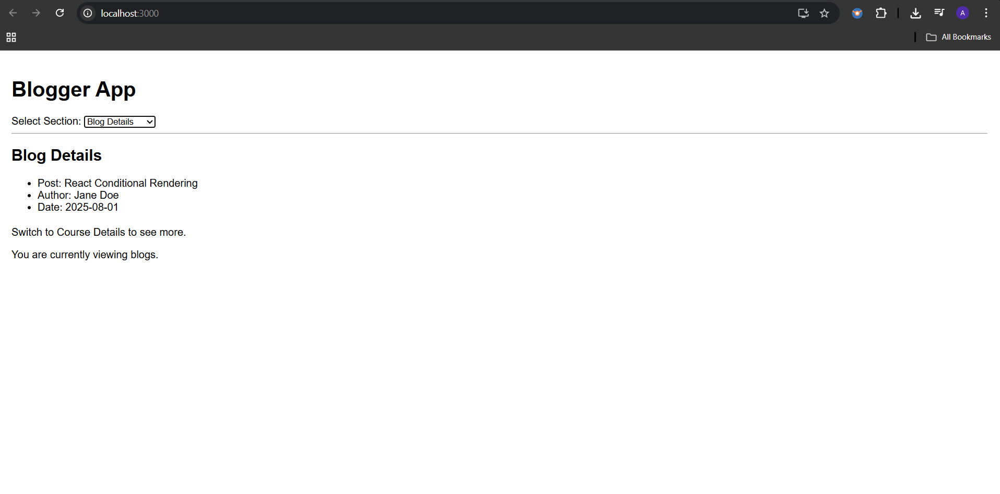 localhost:3000
A
All Bookmarks
Blogger App
Select Section: Blog Details
Blog Details
• Post: React Conditional Rendering
• Author: Jane Doe
• Date: 2025-08-01
Switch to Course Details to see more.
You are currently viewing blogs.